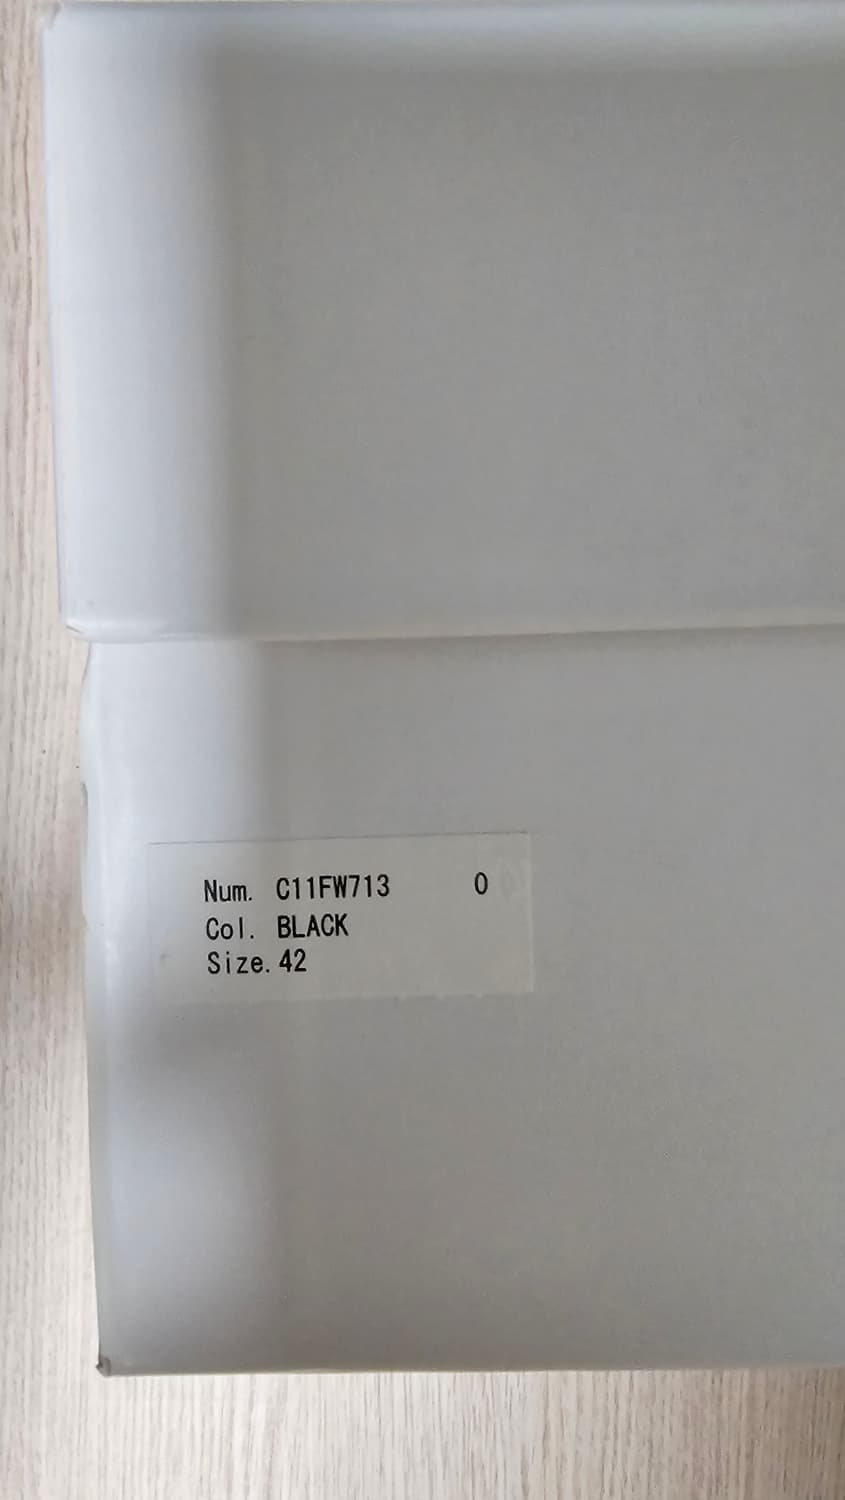 Num. C11FW713 0
Col. BLACK
Size. 42